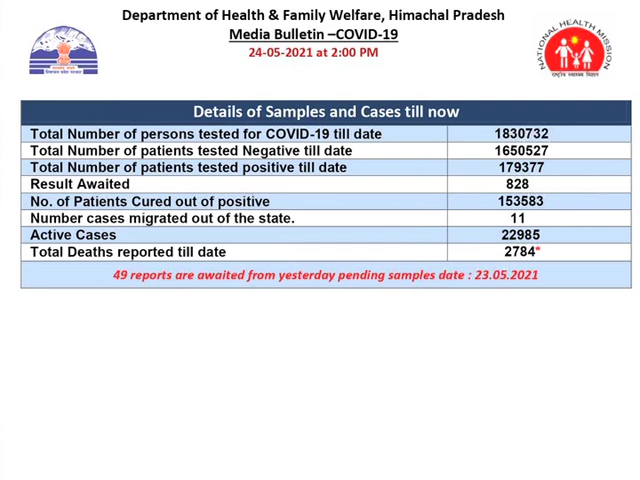 Department of Health & Family Welfare, Himachal Pradesh
Media Bulletin –COVID-19
24-05-2021 at 2:00 PM
NATIONAL HEALTH MISSION
राष्ट्रीय स्वास्थ्य मिशन
Details of Samples and Cases till now
Total Number of persons tested for COVID-19 till date 1830732
Total Number of patients tested Negative till date 1650527
Total Number of patients tested positive till date 179377
Result Awaited 828
No. of Patients Cured out of positive 153583
Number cases migrated out of the state. 11
Active Cases 22985
Total Deaths reported till date 2784*
49 reports are awaited from yesterday pending samples date : 23.05.2021